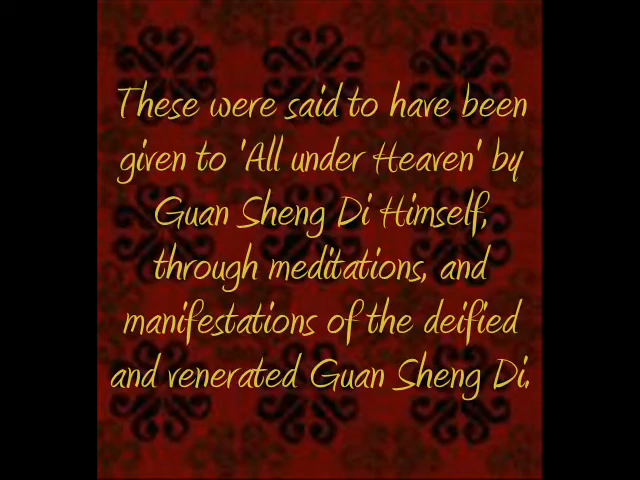 These were said to have been
given to 'All under Heaven' by
Guan Sheng Di Himself,
through meditations, and
manifestations of the deified
and venerated Guan Sheng Di.